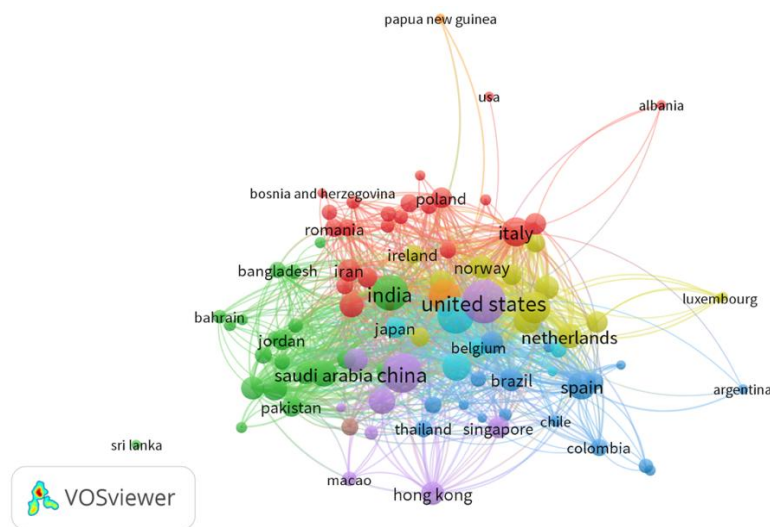 papua new guinea
usa
albania
bosnia and herzegovina
poland
romania
italy
ireland
bangladesh
iran
norway
india
united states
luxembourg
bahrain
japan
jordan
belgium
netherlands
saudi arabia
china
brazil
spain
argentina
pakistan
thailand
singapore
chile
sri lanka
colombia
macao
hong kong
VOSviewer